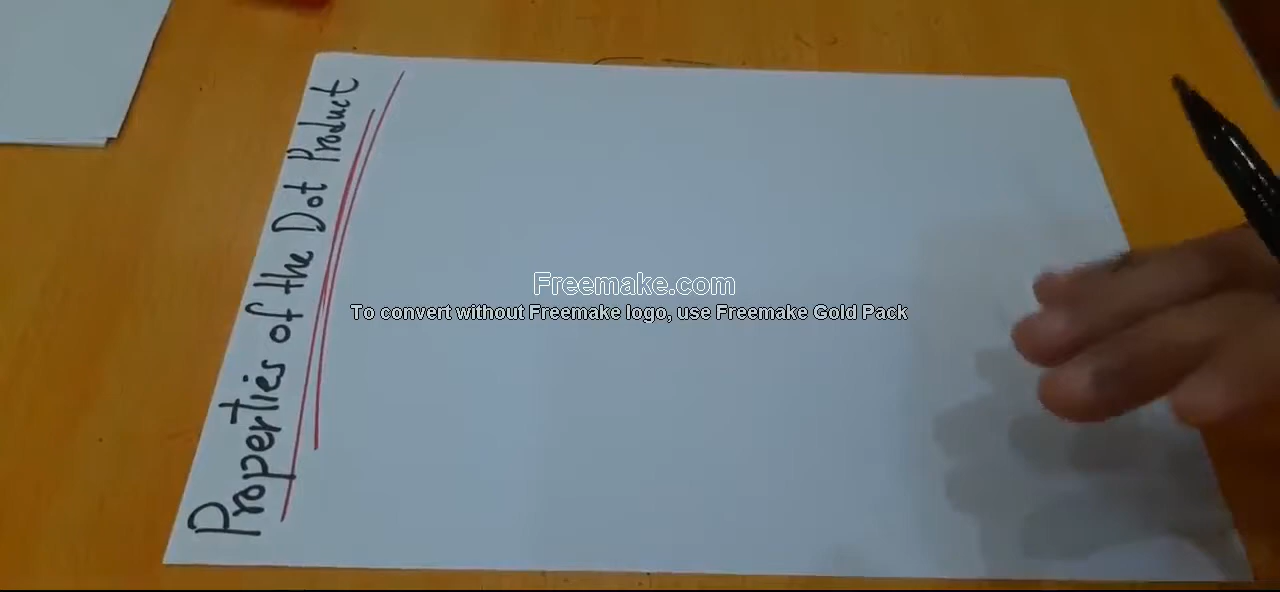 Properties of the Dot Product
Freemake.com
To convert without Freemake logo, use Freemake Gold Pack